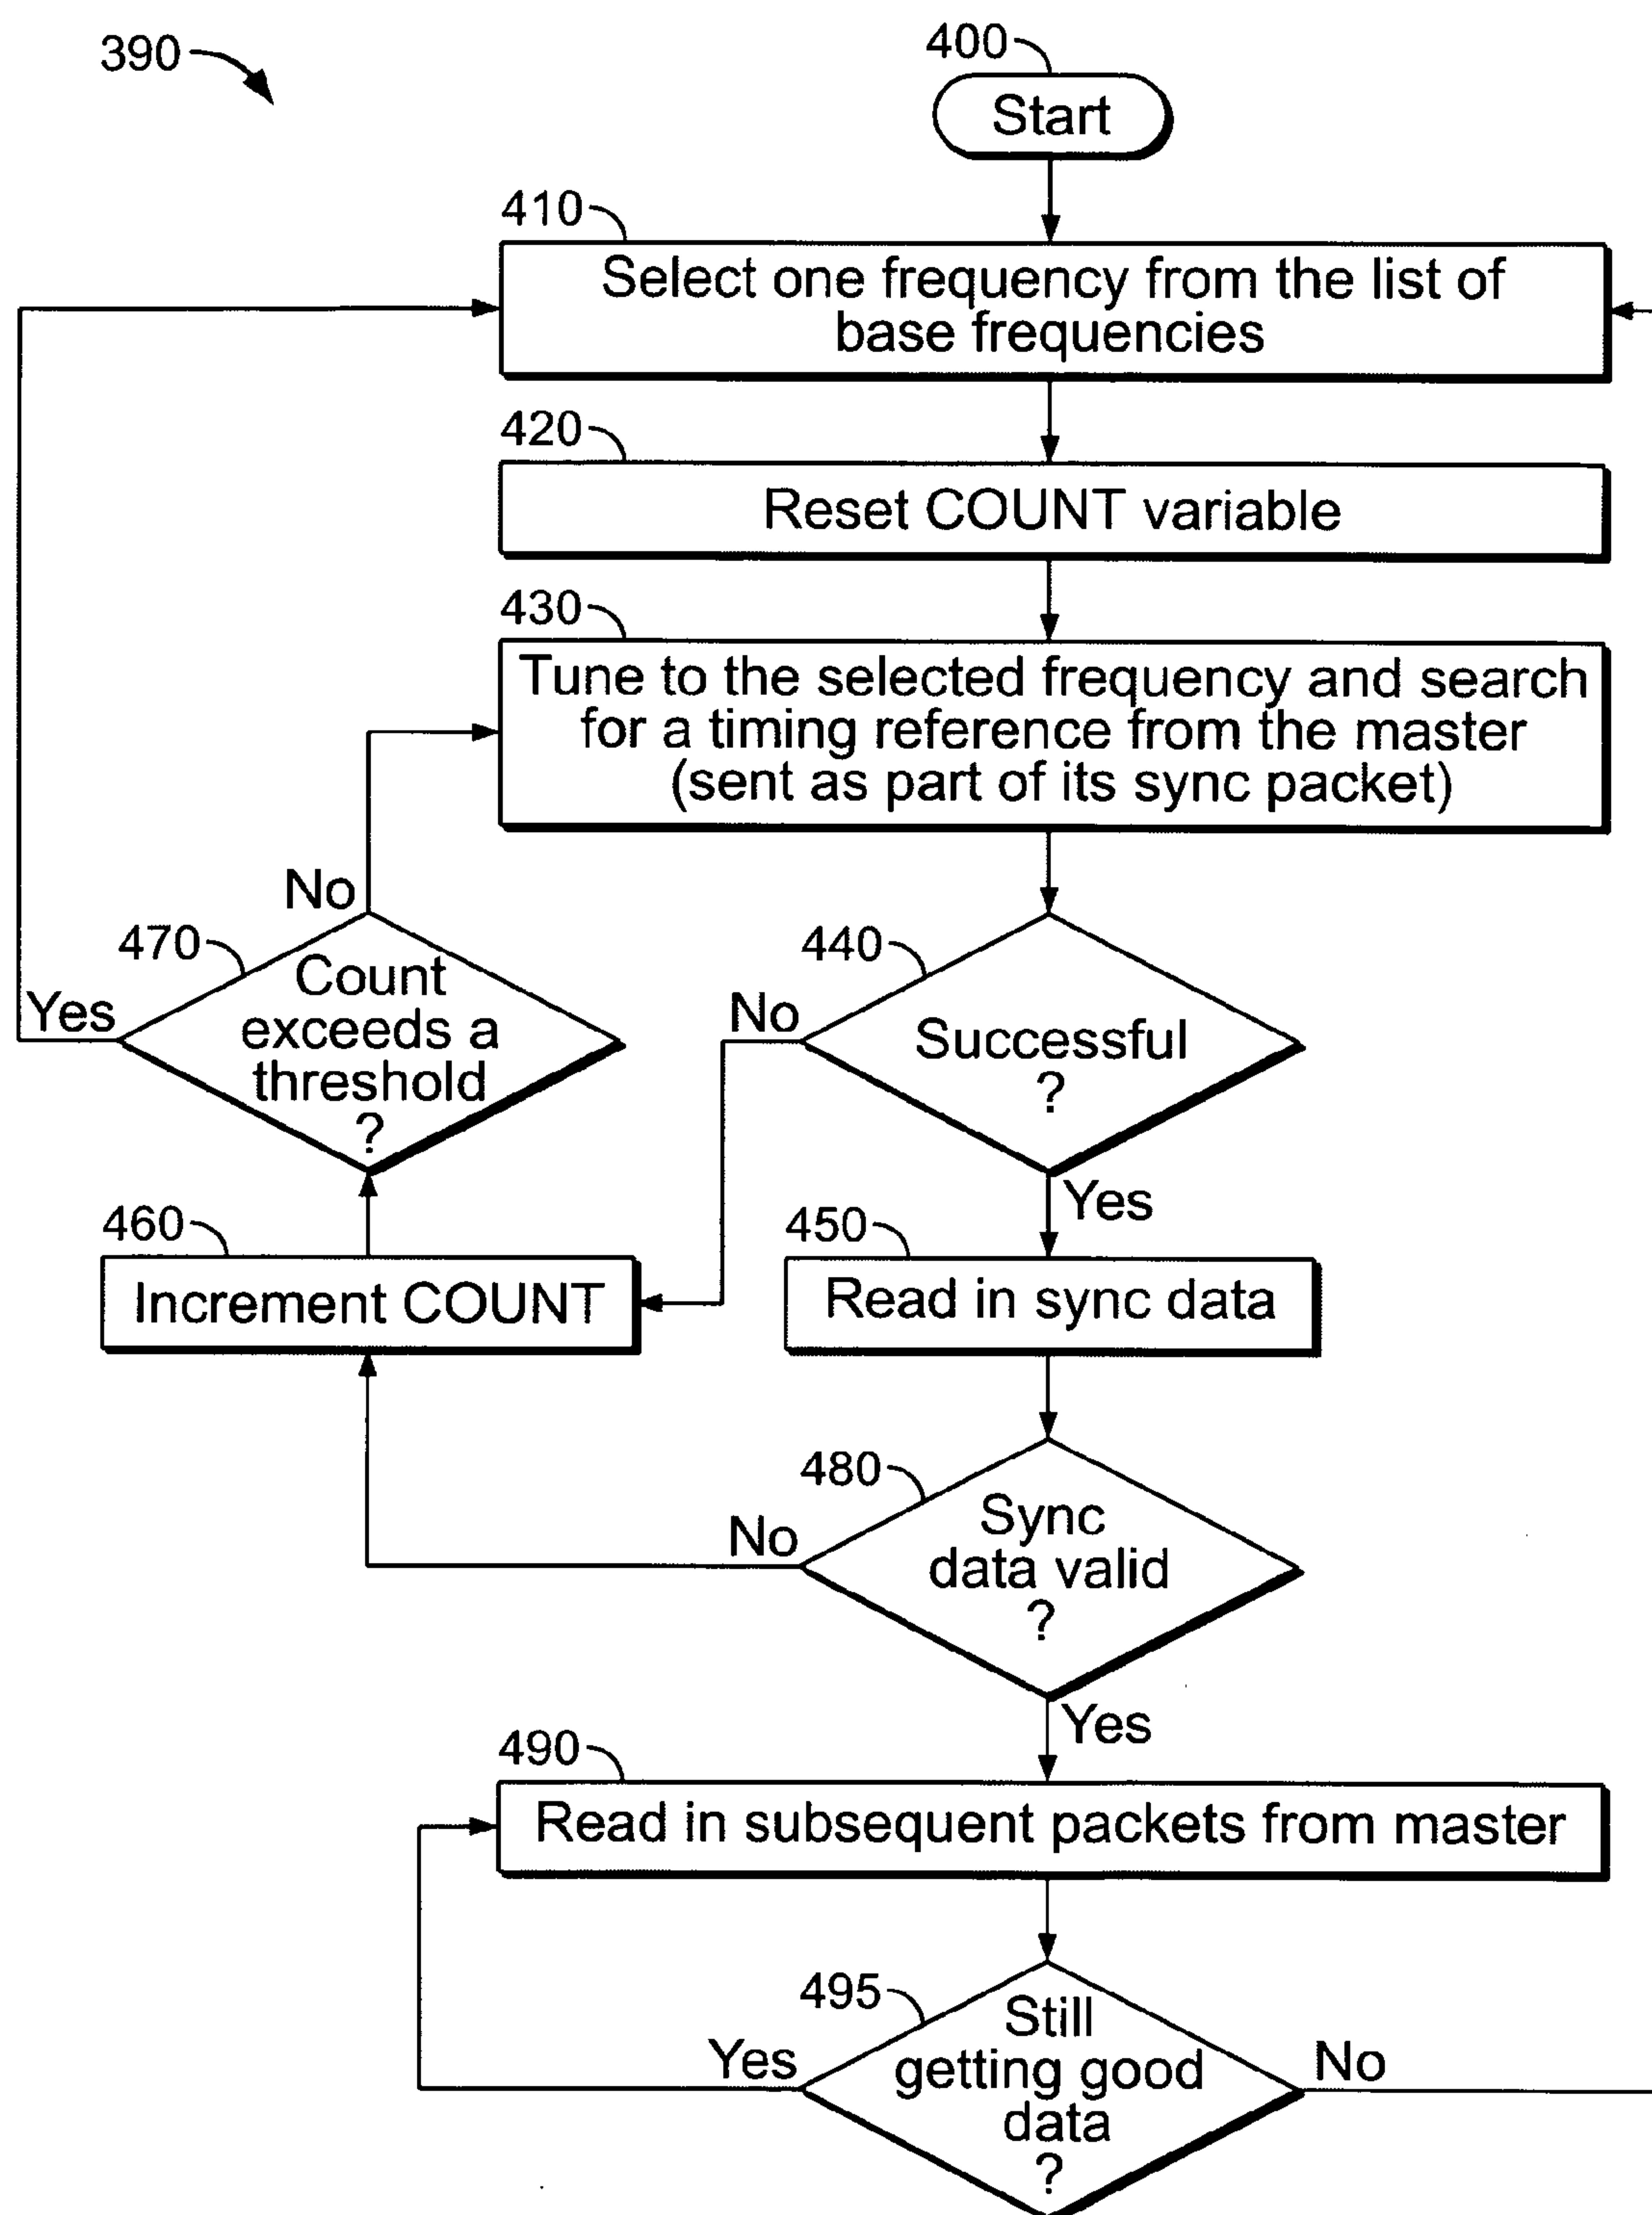 390
400
Start
410
Select one frequency from the list of
base frequencies
420
Reset COUNT variable
430
Tune to the selected frequency and search
for a timing reference from the master
(sent as part of its sync packet)
No
470
Count
exceeds a
threshold
?
Yes
440
No
Successful
?
Yes
460
Increment COUNT
450
Read in sync data
480
No
Sync
data valid
?
Yes
490
Read in subsequent packets from master
495
Yes
Still
getting good
data
?
No